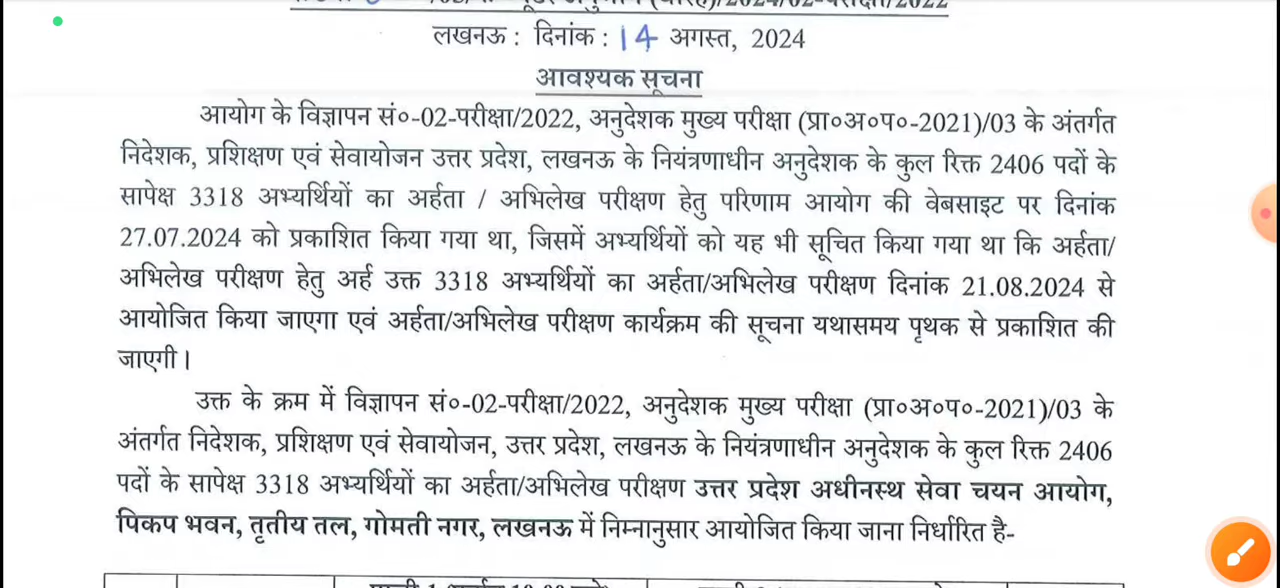 लखनऊ : दिनांक : 14 अगस्त, 2024
आवश्यक सूचना
आयोग के विज्ञापन सं०-02-परीक्षा/2022, अनुदेशक मुख्य परीक्षा (प्रा०अ०प०-2021)/03 के अंतर्गत
निदेशक, प्रशिक्षण एवं सेवायोजन उत्तर प्रदेश, लखनऊ के नियंत्रणाधीन अनुदेशक के कुल रिक्त 2406 पदों के
सापेक्ष 3318 अभ्यर्थियों का अर्हता / अभिलेख परीक्षण हेतु परिणाम आयोग की वेबसाइट पर दिनांक
27.07.2024 को प्रकाशित किया गया था, जिसमें अभ्यर्थियों को यह भी सूचित किया गया था कि अर्हता/
अभिलेख परीक्षण हेतु अर्ह उक्त 3318 अभ्यर्थियों का अर्हता/अभिलेख परीक्षण दिनांक 21.08.2024 से
आयोजित किया जाएगा एवं अर्हता/अभिलेख परीक्षण कार्यक्रम की सूचना यथासमय पृथक से प्रकाशित की
जाएगी।
उक्त के क्रम में विज्ञापन सं०-02-परीक्षा/2022, अनुदेशक मुख्य परीक्षा (प्रा०अ०प०-2021)/03 के
अंतर्गत निदेशक, प्रशिक्षण एवं सेवायोजन, उत्तर प्रदेश, लखनऊ के नियंत्रणाधीन अनुदेशक के कुल रिक्त 2406
पदों के सापेक्ष 3318 अभ्यर्थियों का अर्हता/अभिलेख परीक्षण उत्तर प्रदेश अधीनस्थ सेवा चयन आयोग,
पिकप भवन, तृतीय तल, गोमती नगर, लखनऊ में निम्नानुसार आयोजित किया जाना निर्धारित है-